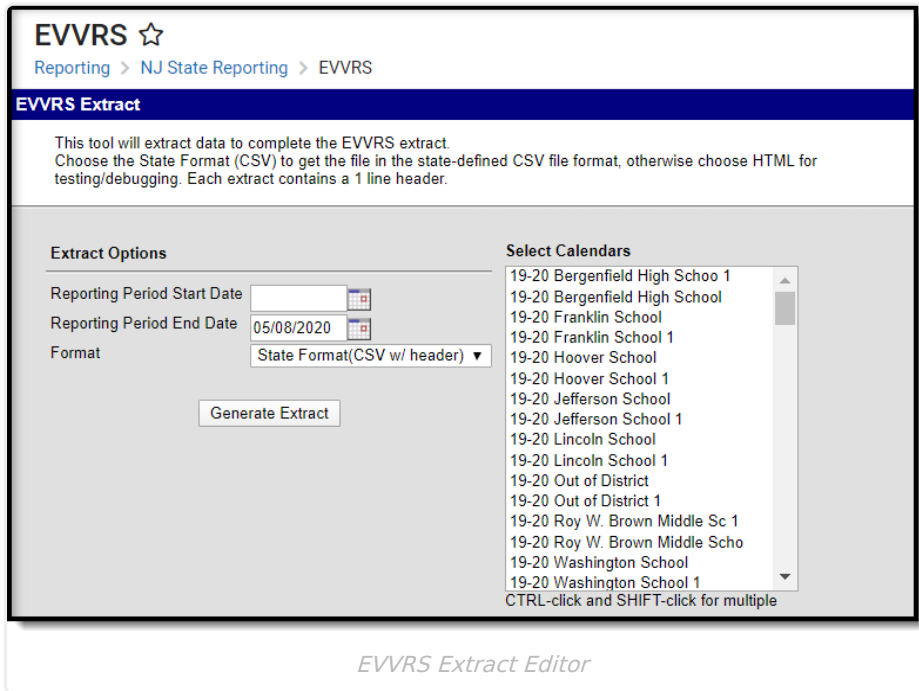 EVVRS ☆
Reporting > NJ State Reporting > EVVRS
EVVRS Extract
This tool will extract data to complete the EVVRS extract.
Choose the State Format (CSV) to get the file in the state-defined CSV file format, otherwise choose HTML for
testing/debugging. Each extract contains a 1 line header.
Extract Options
Reporting Period Start Date
Reporting Period End Date 05/08/2020
Format State Format(CSV w/ header) ▼
Generate Extract
Select Calendars
19-20 Bergenfield High Schoo 1
19-20 Bergenfield High School
19-20 Franklin School
19-20 Franklin School 1
19-20 Hoover School
19-20 Hoover School 1
19-20 Jefferson School
19-20 Jefferson School 1
19-20 Lincoln School
19-20 Lincoln School 1
19-20 Out of District
19-20 Out of District 1
19-20 Roy W. Brown Middle Sc 1
19-20 Roy W. Brown Middle Scho
19-20 Washington School
19-20 Washington School 1
CTRL-click and SHIFT-click for multiple
EVVRS Extract Editor